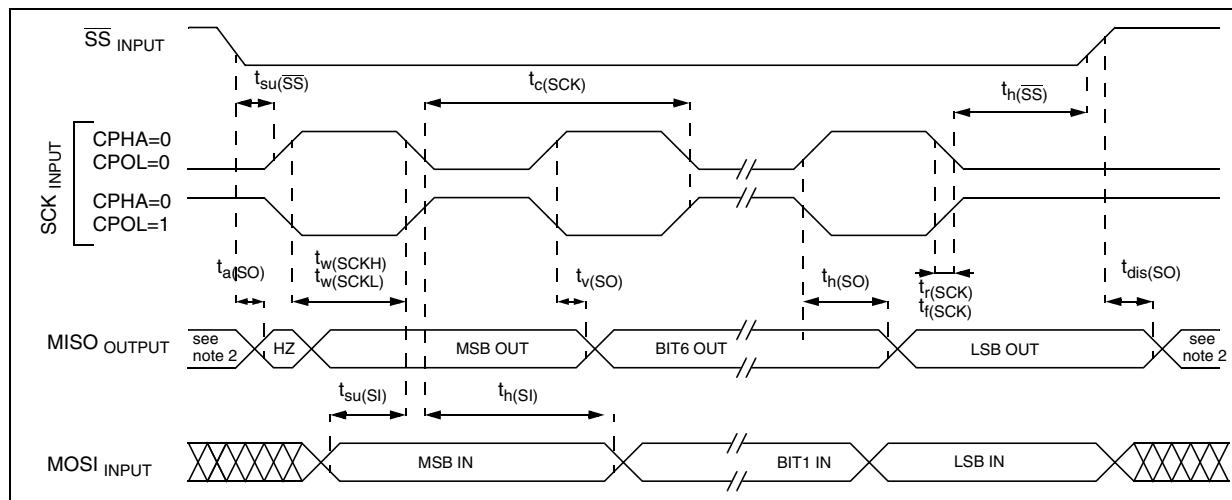 SS INPUT
tsu(SS)
tc(SCK)
th(SS)
SCK INPUT
CPHA=0
CPOL=0
CPHA=0
CPOL=1
ta(SO)
tw(SCKH)
tw(SCKL)
tv(SO)
th(SO)
tr(SCK)
tf(SCK)
tdis(SO)
MISO OUTPUT
see note 2
HZ
MSB OUT
BIT6 OUT
LSB OUT
see note 2
tsu(SI)
th(SI)
MOSI INPUT
MSB IN
BIT1 IN
LSB IN